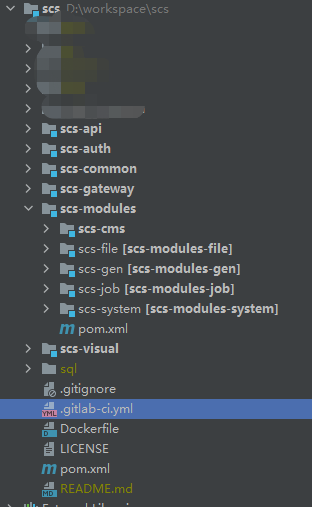 scs D:\workspace\scs
scs-api
scs-auth
scs-common
scs-gateway
scs-modules
scs-cms
scs-file [scs-modules-file]
scs-gen [scs-modules-gen]
scs-job [scs-modules-job]
scs-system [scs-modules-system]
m pom.xml
scs-visual
sql
.gitignore
YML .gitlab-ci.yml
D Dockerfile
LICENSE
m pom.xml
MD README.md